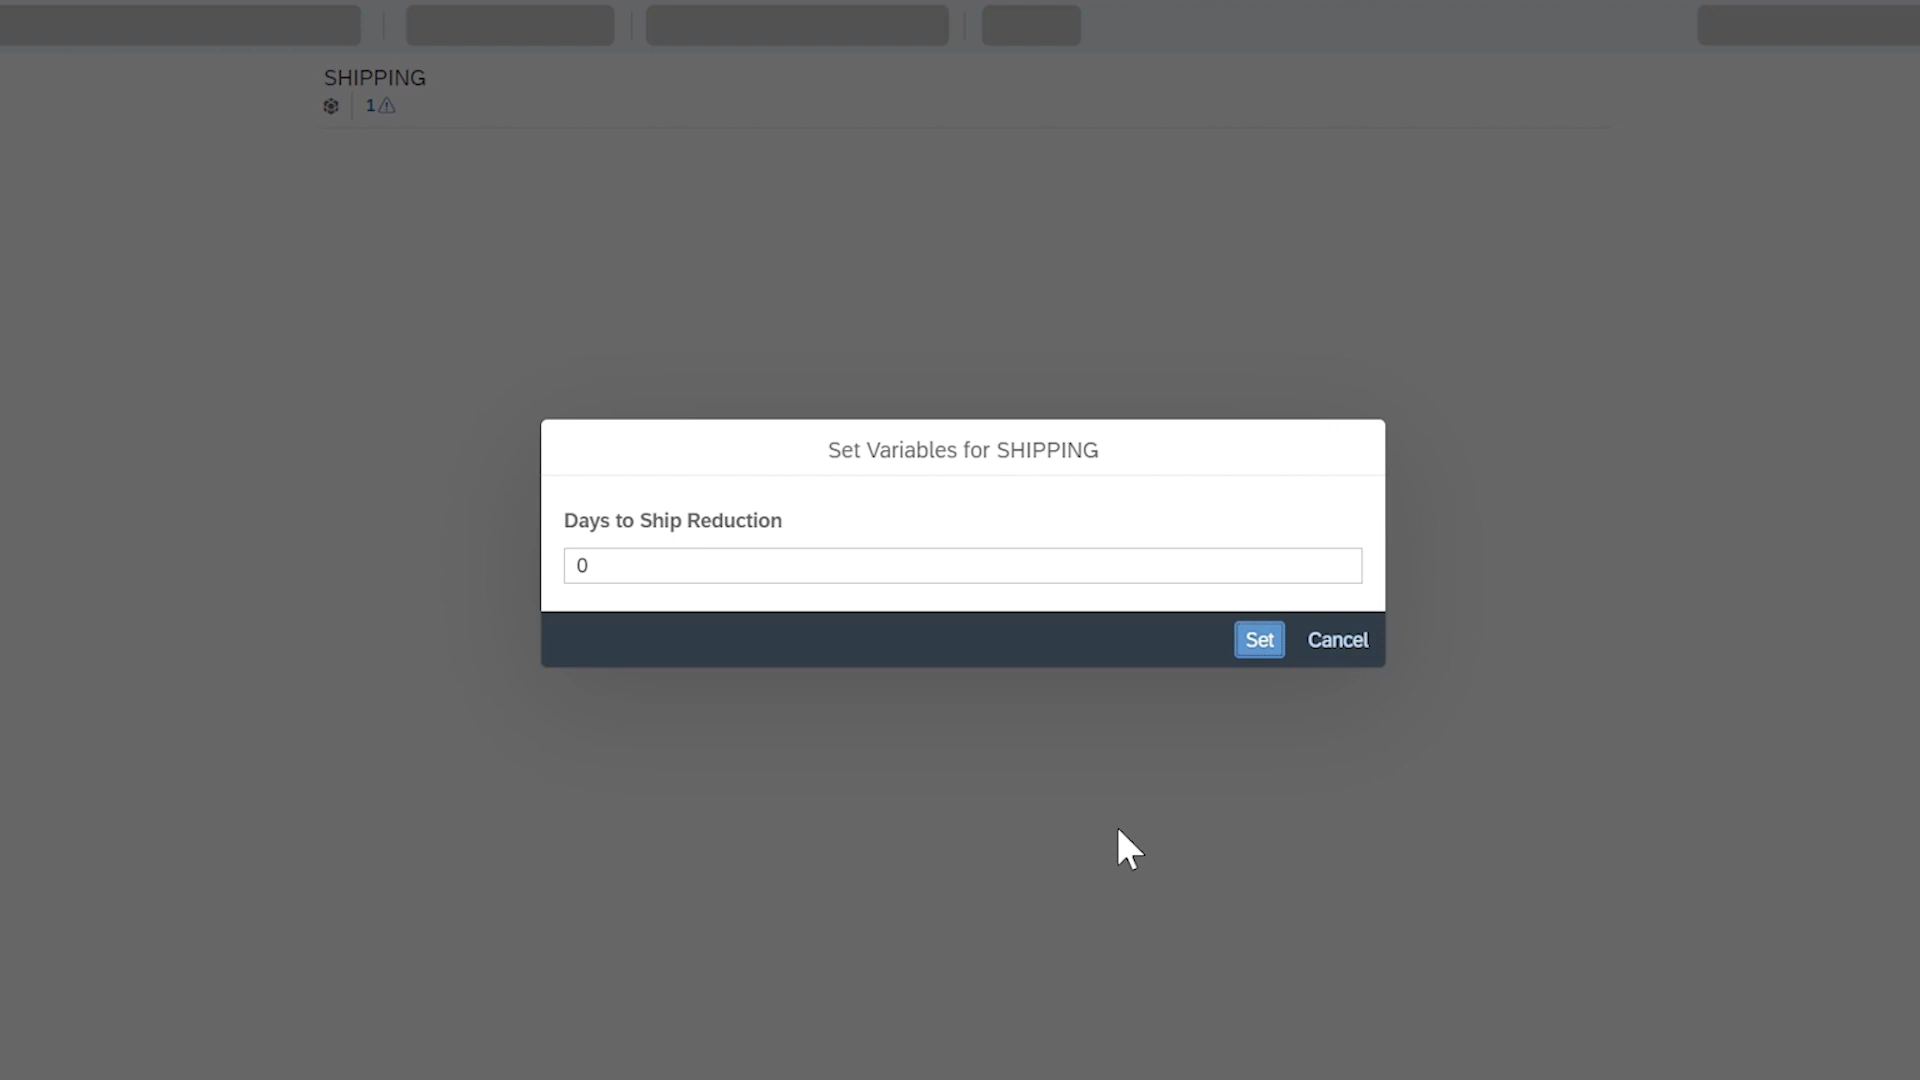 SHIPPING
1
Set Variables for SHIPPING
Days to Ship Reduction
0
Set Cancel